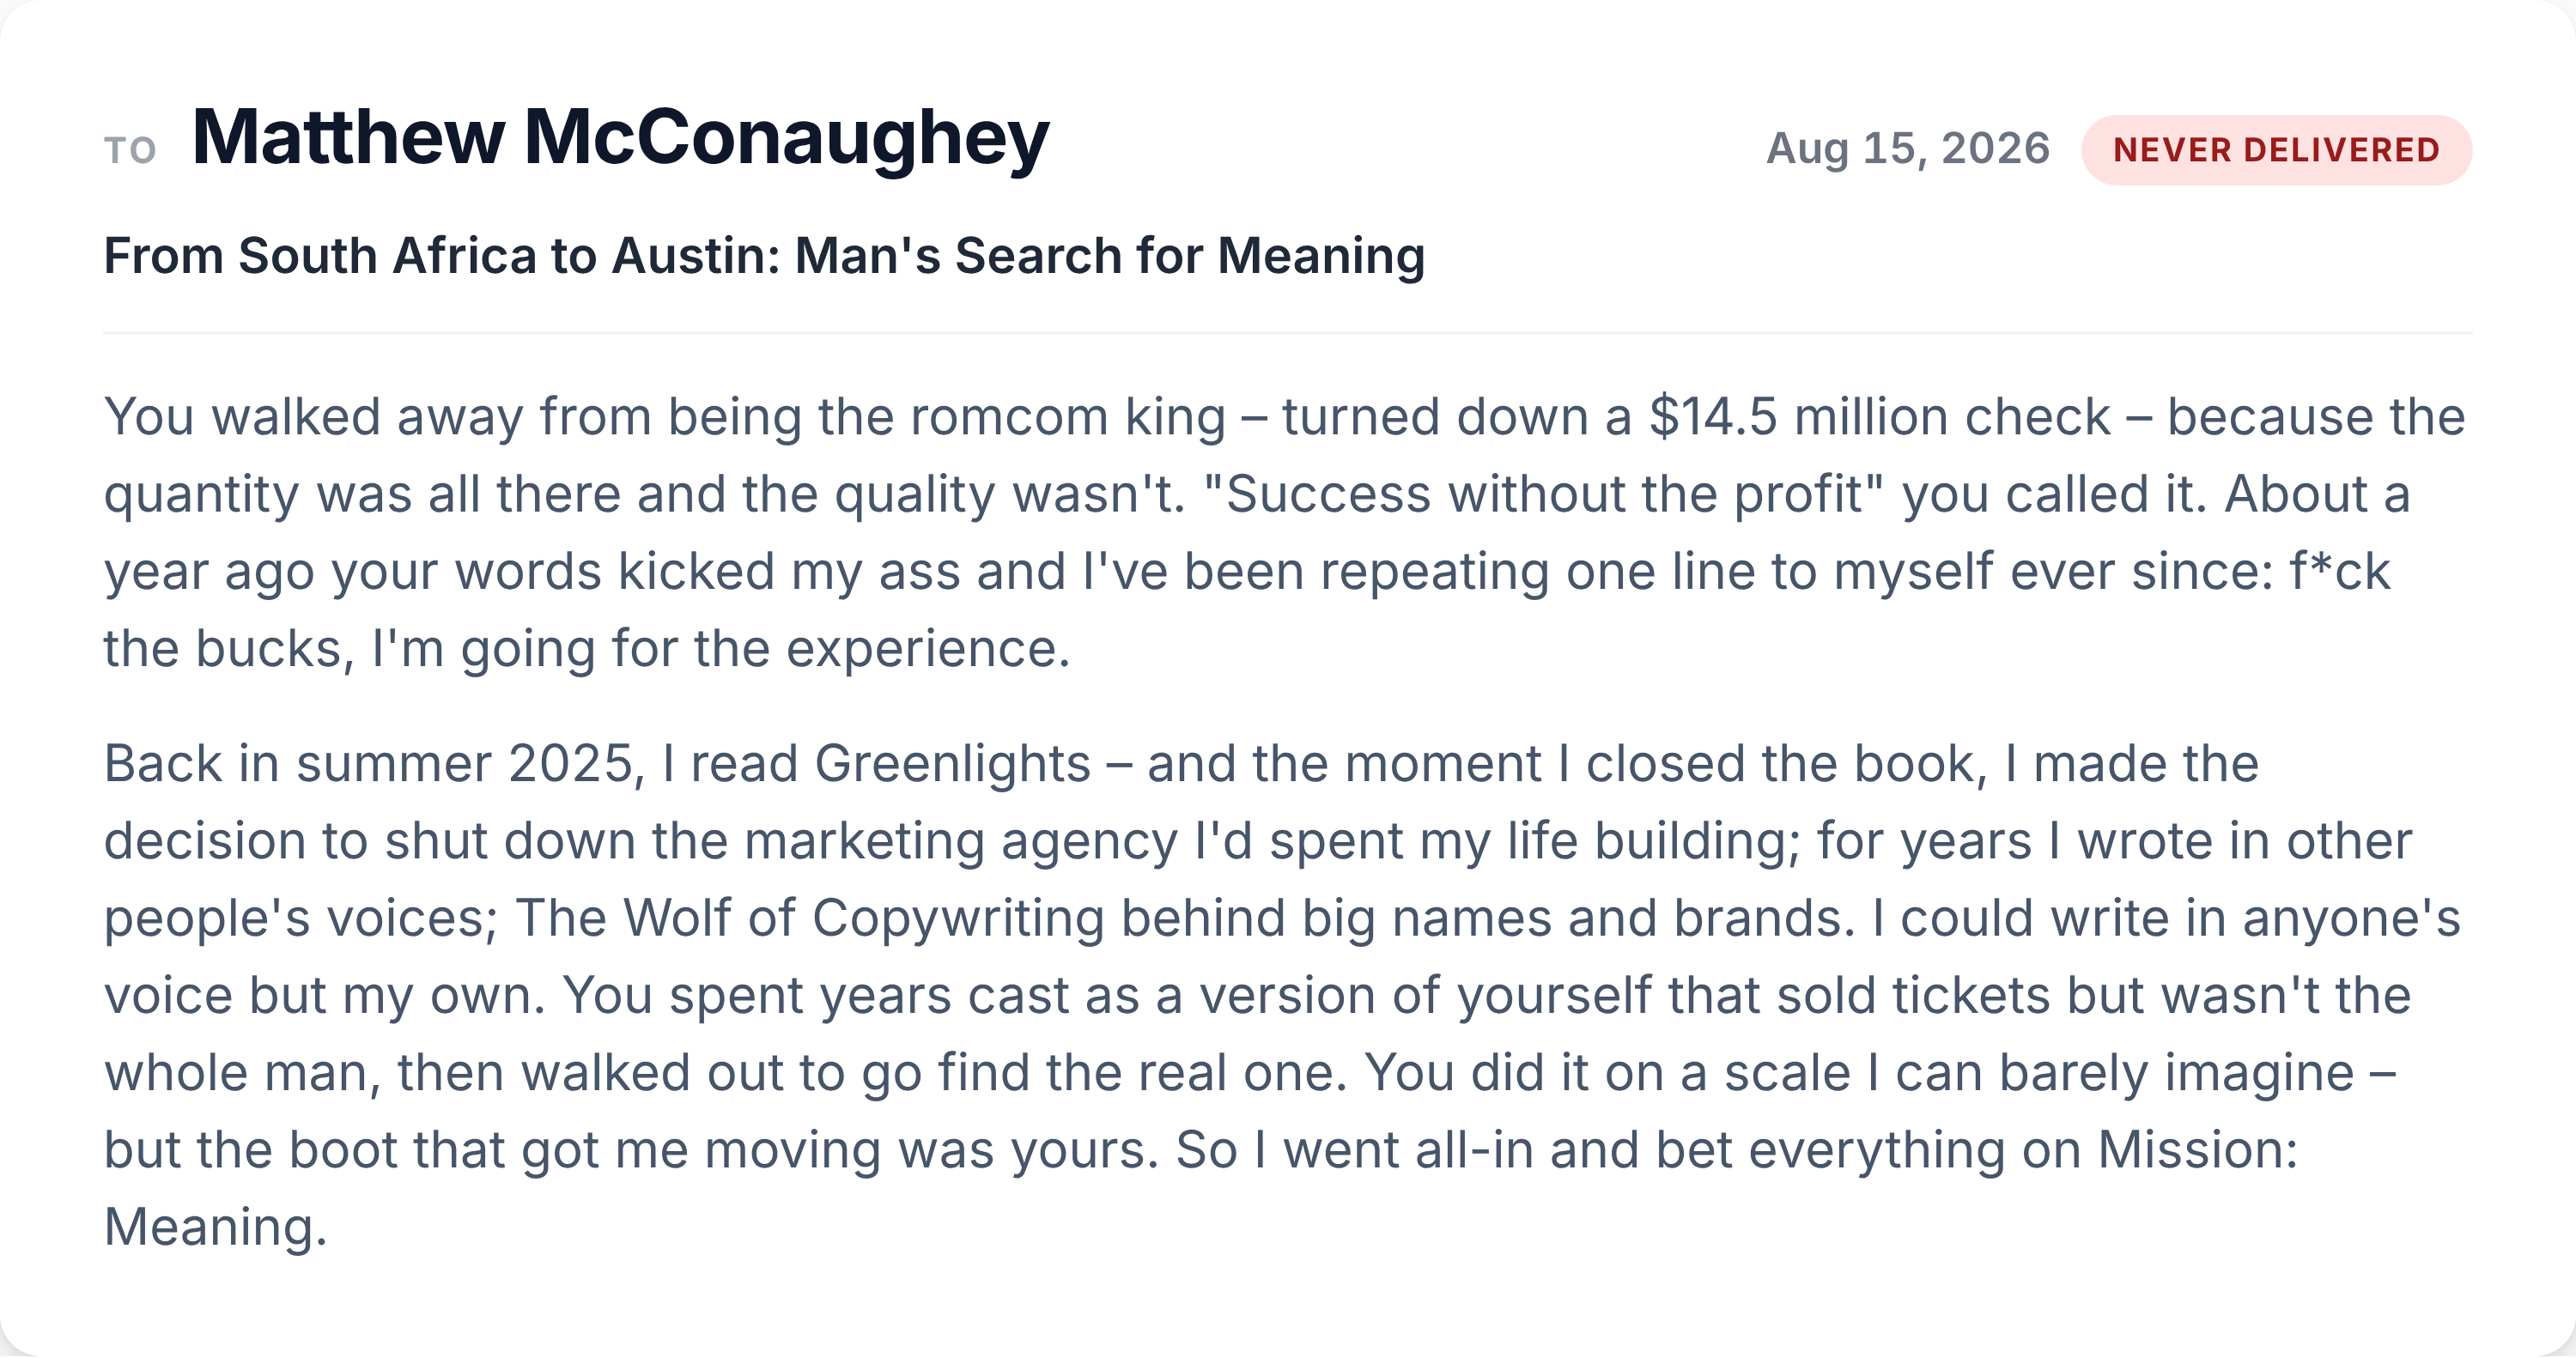 TO Matthew McConaughey Aug 15, 2026 NEVER DELIVERED
From South Africa to Austin: Man's Search for Meaning
You walked away from being the romcom king – turned down a $14.5 million check – because the
quantity was all there and the quality wasn't. "Success without the profit" you called it. About a
year ago your words kicked my ass and I've been repeating one line to myself ever since: f*ck
the bucks, I'm going for the experience.
Back in summer 2025, I read Greenlights – and the moment I closed the book, I made the
decision to shut down the marketing agency I'd spent my life building; for years I wrote in other
people's voices; The Wolf of Copywriting behind big names and brands. I could write in anyone's
voice but my own. You spent years cast as a version of yourself that sold tickets but wasn't the
whole man, then walked out to go find the real one. You did it on a scale I can barely imagine –
but the boot that got me moving was yours. So I went all-in and bet everything on Mission:
Meaning.